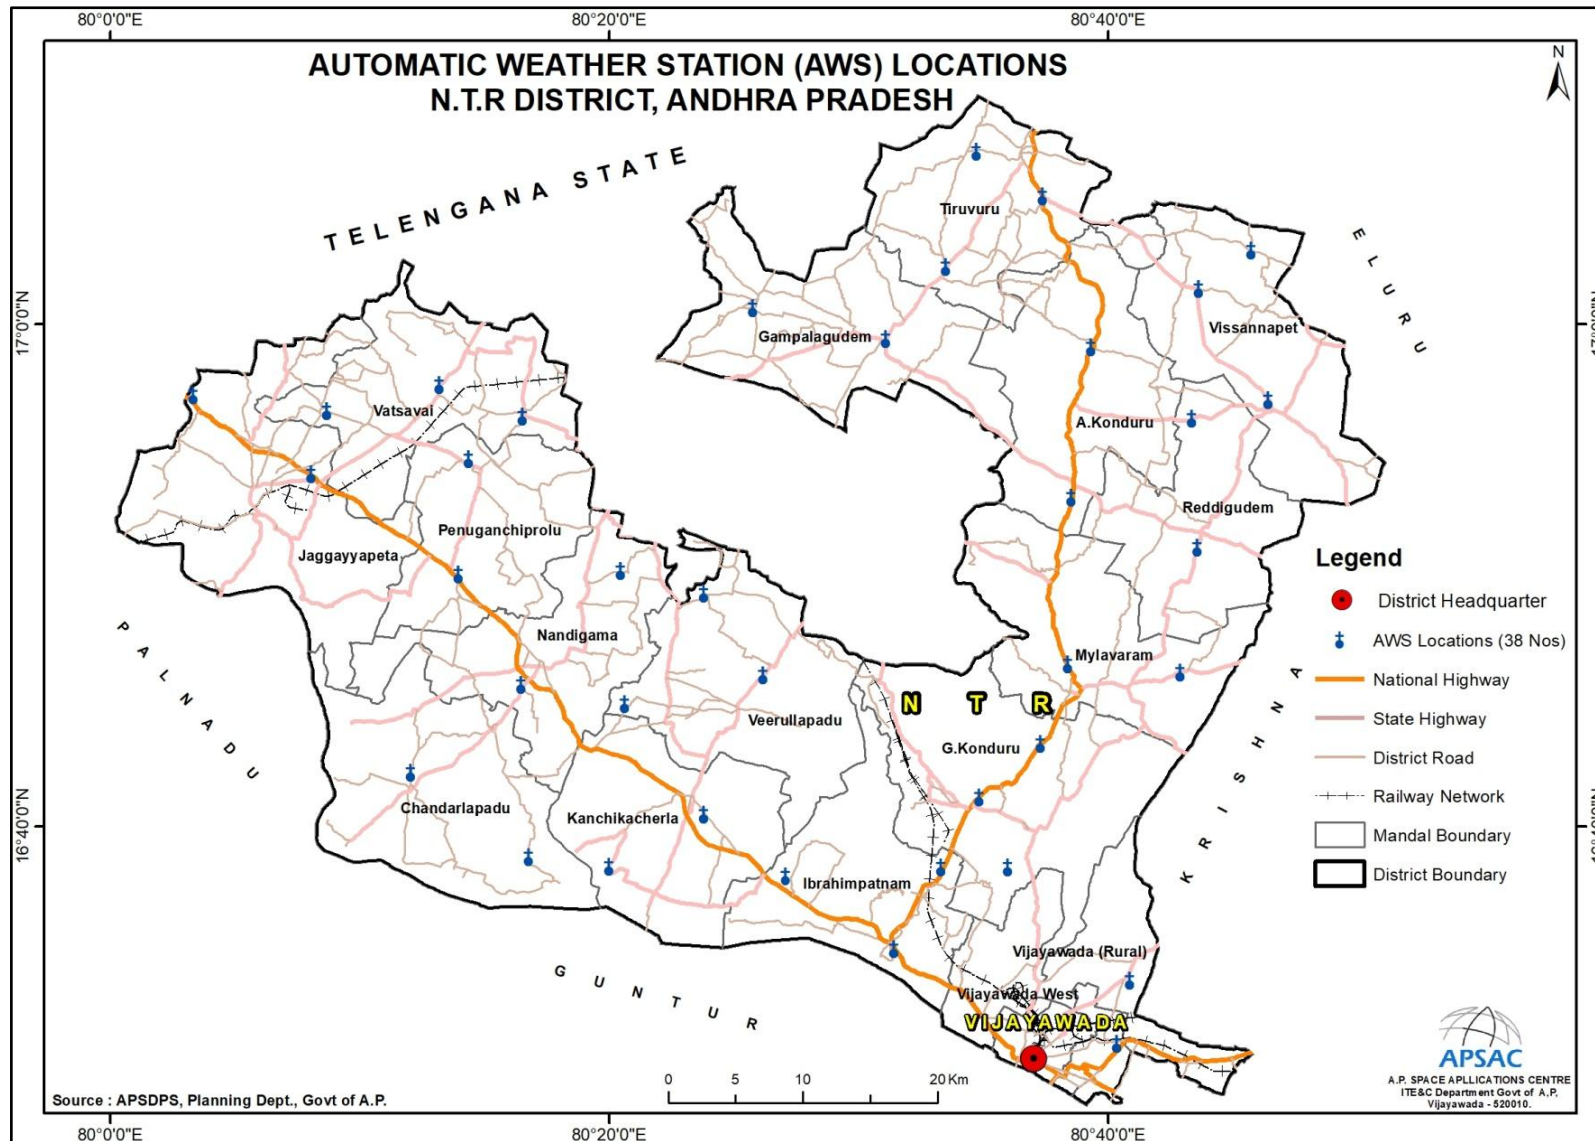 80°0'0"E
80°20'0"E
80°40'0"E
AUTOMATIC WEATHER STATION (AWS) LOCATIONS
N.T.R DISTRICT, ANDHRA PRADESH
N
TELENGANA STATE
ELURU
Tiruvuru
17°0'0"N
Gampalagudem
Vissannapet
Vatsavai
A.Konduru
Reddigudem
Penuganchiprolu
Jaggayyapeta
Nandigama
PALNADU
Mylavaram
KRISHNA
N T R
Veerullapadu
G.Konduru
Chandarlapadu
Kanchikacherla
16°40'0"N
Ibrahimpatnam
Vijayawada (Rural)
Vijayawada West
VIJAYAWADA
GUNTUR
Legend
District Headquarter
AWS Locations (38 Nos)
National Highway
State Highway
District Road
Railway Network
Mandal Boundary
District Boundary
0 5 10 20 Km
APSAC
A.P. SPACE APLLICATIONS CENTRE
ITE&C Department Govt of A,P,
Vijayawada - 520010.
Source : APSDPS, Planning Dept., Govt of A.P.
80°0'0"E
80°20'0"E
80°40'0"E